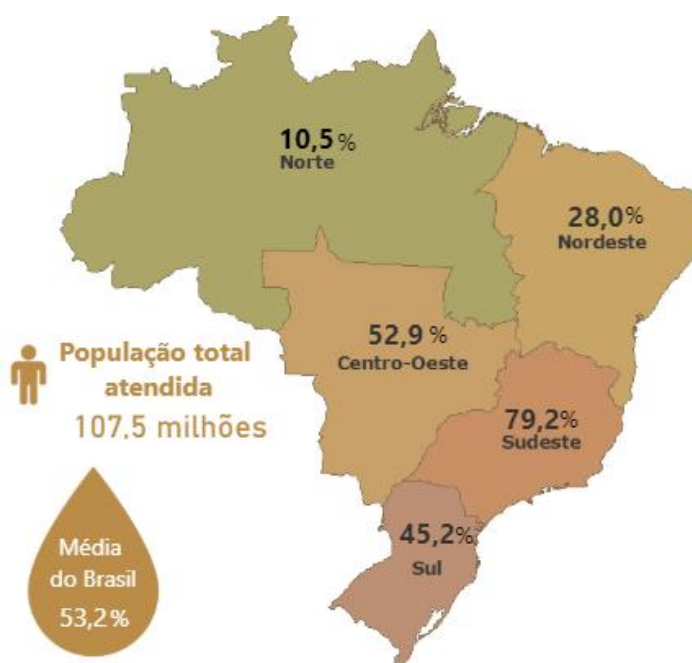 10,5%
Norte
28,0%
Nordeste
52,9 %
Centro-Oeste
População total
atendida
107,5 milhões
79,2%
Sudeste
Média
do Brasil
53,2%
45,2%
Sul